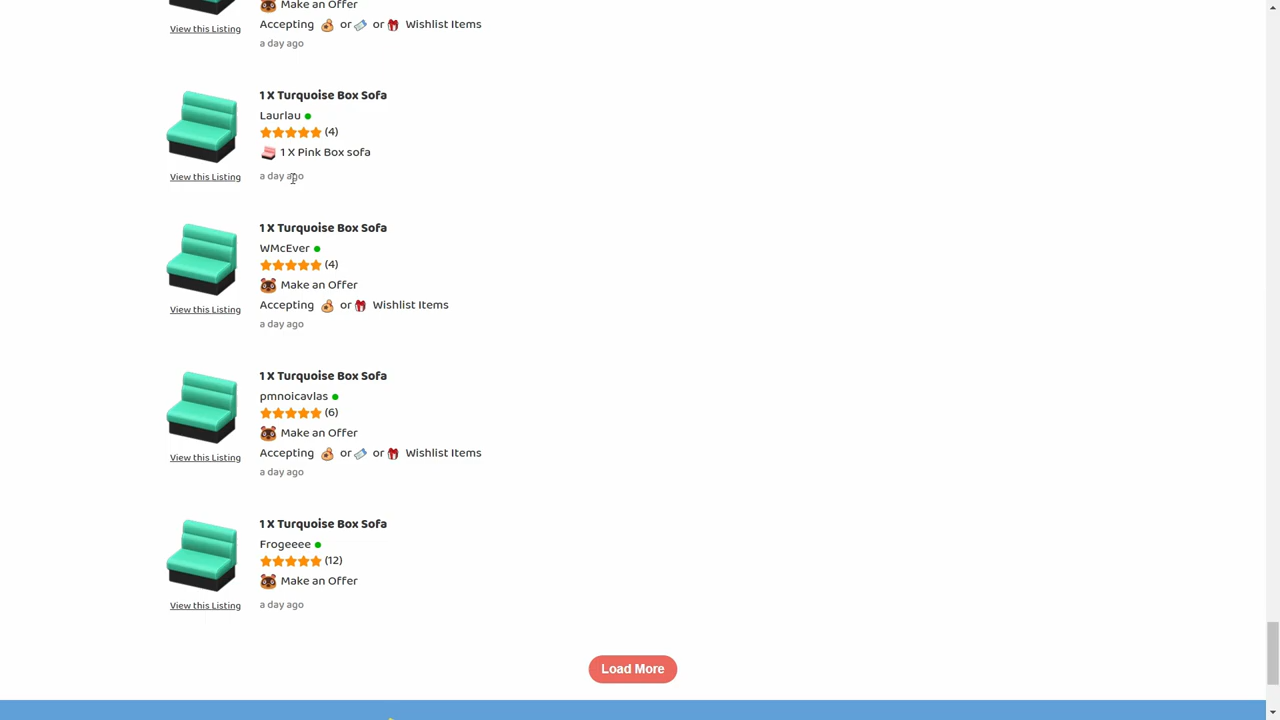 Make an Offer
View this Listing
Accepting or or Wishlist Items
a day ago
1 X Turquoise Box Sofa
Laurlau
(4)
1 X Pink Box sofa
View this Listing
a day ago
1 X Turquoise Box Sofa
WMcEver
(4)
Make an Offer
Accepting or Wishlist Items
View this Listing
a day ago
1 X Turquoise Box Sofa
pmnoicavlas
(6)
Make an Offer
Accepting or or Wishlist Items
View this Listing
a day ago
1 X Turquoise Box Sofa
Frogeeee
(12)
Make an Offer
View this Listing
a day ago
Load More